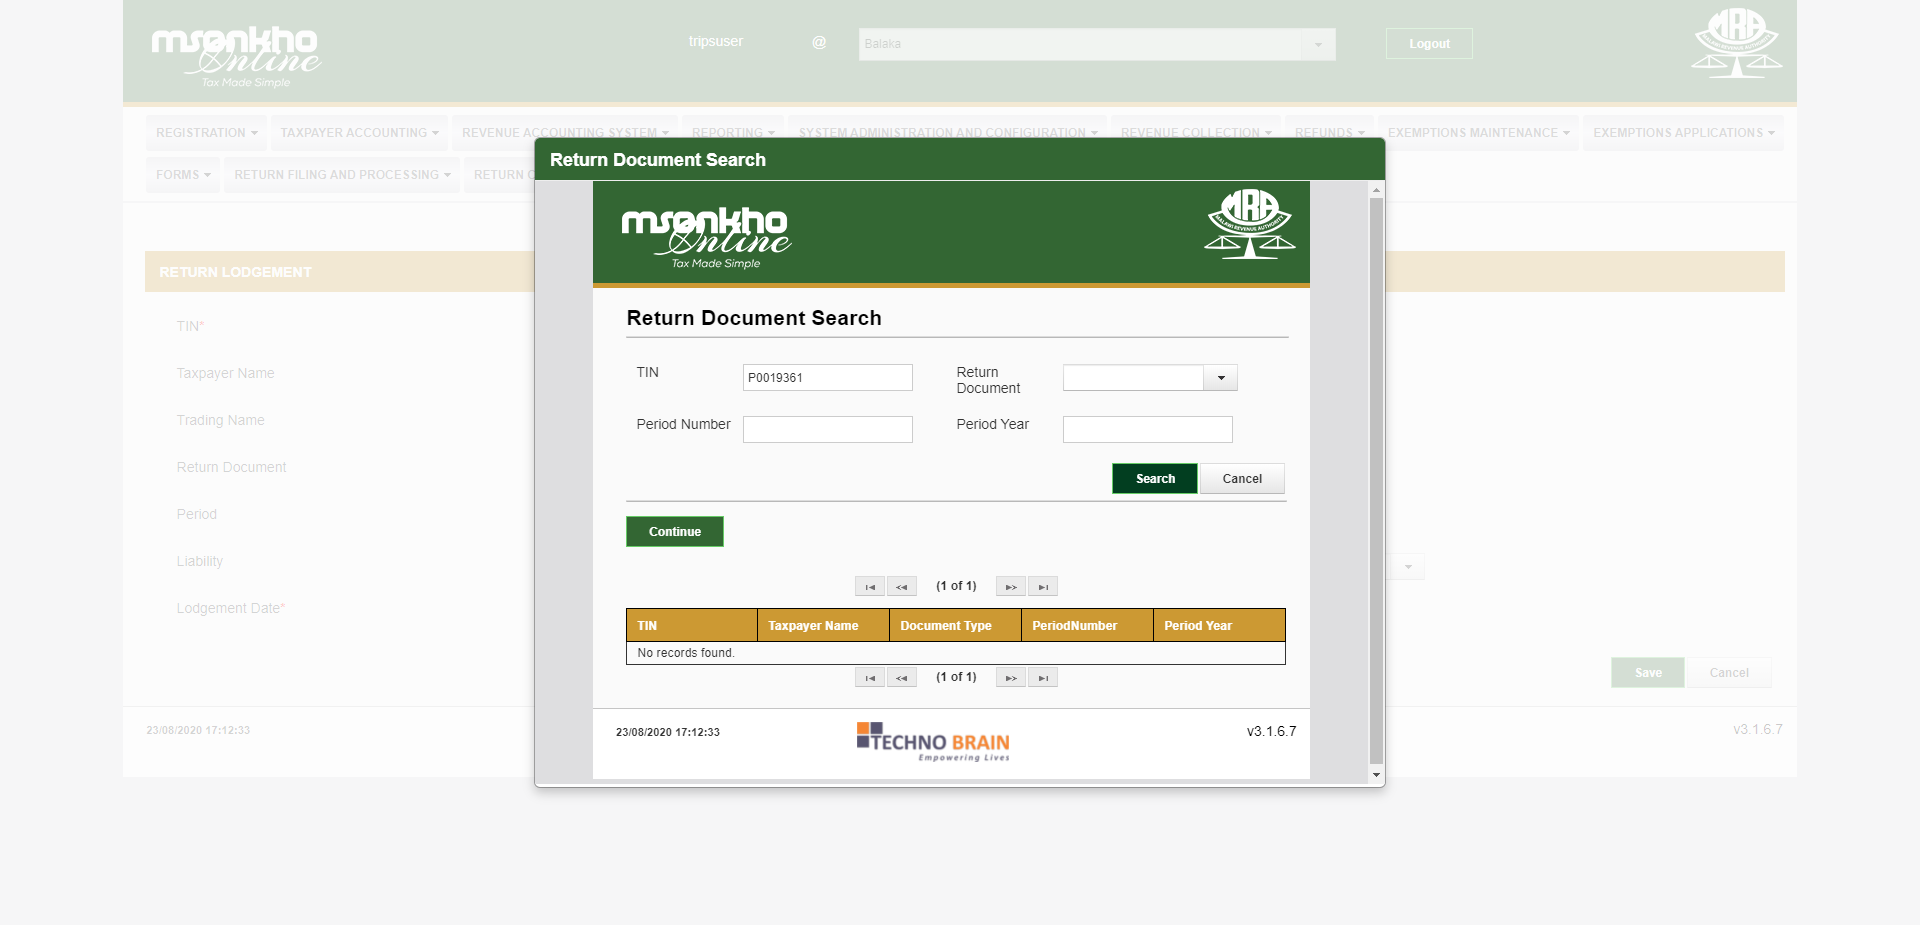 msonkho
Online
Tax Made Simple
tripsuser @ Balaka Logout
MRA
MALAWI REVENUE AUTHORITY
REGISTRATION TAXPAYER ACCOUNTING REVENUE ACCOUNTING SYSTEM REPORTING SYSTEM ADMINISTRATION AND CONFIGURATION REVENUE COLLECTION REFUNDS EXEMPTIONS MAINTENANCE EXEMPTIONS APPLICATIONS
FORMS RETURN FILING AND PROCESSING RETURN
RETURN LODGEMENT
TIN*
Taxpayer Name
Trading Name
Return Document
Period
Liability
Lodgement Date*
Save Cancel
23/08/2020 17:12:33 v3.1.6.7
Return Document Search
msonkho
Online
Tax Made Simple
MRA
MALAWI REVENUE AUTHORITY
Return Document Search
TIN P0019361 Return
Document
Period Number Period Year
Search Cancel
Continue
(1 of 1)
TIN Taxpayer Name Document Type PeriodNumber Period Year
No records found.
(1 of 1)
23/08/2020 17:12:33 TECHNO BRAIN v3.1.6.7
Empowering Lives